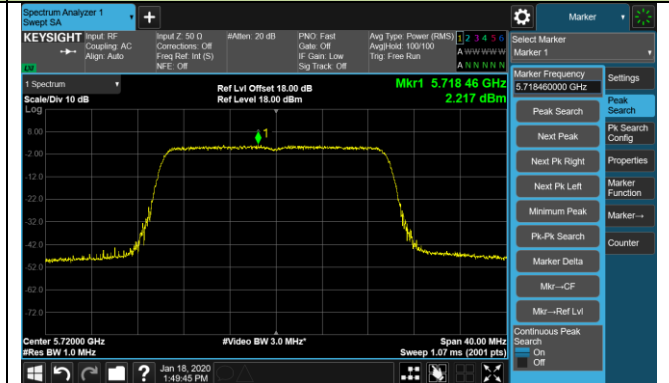 Spectrum Analyzer 1
Swept SA
Marker
KEYSIGHT
Input: RF
Coupling: AC
Align: Auto
Input Z: 50 Ω
Corrections: Off
Freq Ref: Int (S)
NFE: Off
#Atten: 20 dB
PNO: Fast
Gate: Off
IF Gain: Low
Sig Track: Off
Avg Type: Power (RMS)
Avg|Hold: 100/100
Trig: Free Run
1 2 3 4 5 6
A W W W W W
A N N N N N
LV
1 Spectrum
Scale/Div 10 dB
Log
Ref Lvl Offset 18.00 dB
Ref Level 18.00 dBm
Mkr1 5.718 46 GHz
2.217 dBm
1
8.00
-2.00
-12.0
-22.0
-32.0
-42.0
-52.0
-62.0
-72.0
Center 5.72000 GHz
#Res BW 1.0 MHz
#Video BW 3.0 MHz*
Span 40.00 MHz
Sweep 1.07 ms (2001 pts)
Select Marker
Marker 1
Marker Frequency
5.718460000 GHz
Peak Search
Next Peak
Next Pk Right
Next Pk Left
Minimum Peak
Pk-Pk Search
Marker Delta
Mkr→CF
Mkr→Ref Lvl
Continuous Peak
Search
On
Off
Settings
Peak
Search
Pk Search
Config
Properties
Marker
Function
Marker→
Counter
Jan 18, 2020
1:49:45 PM